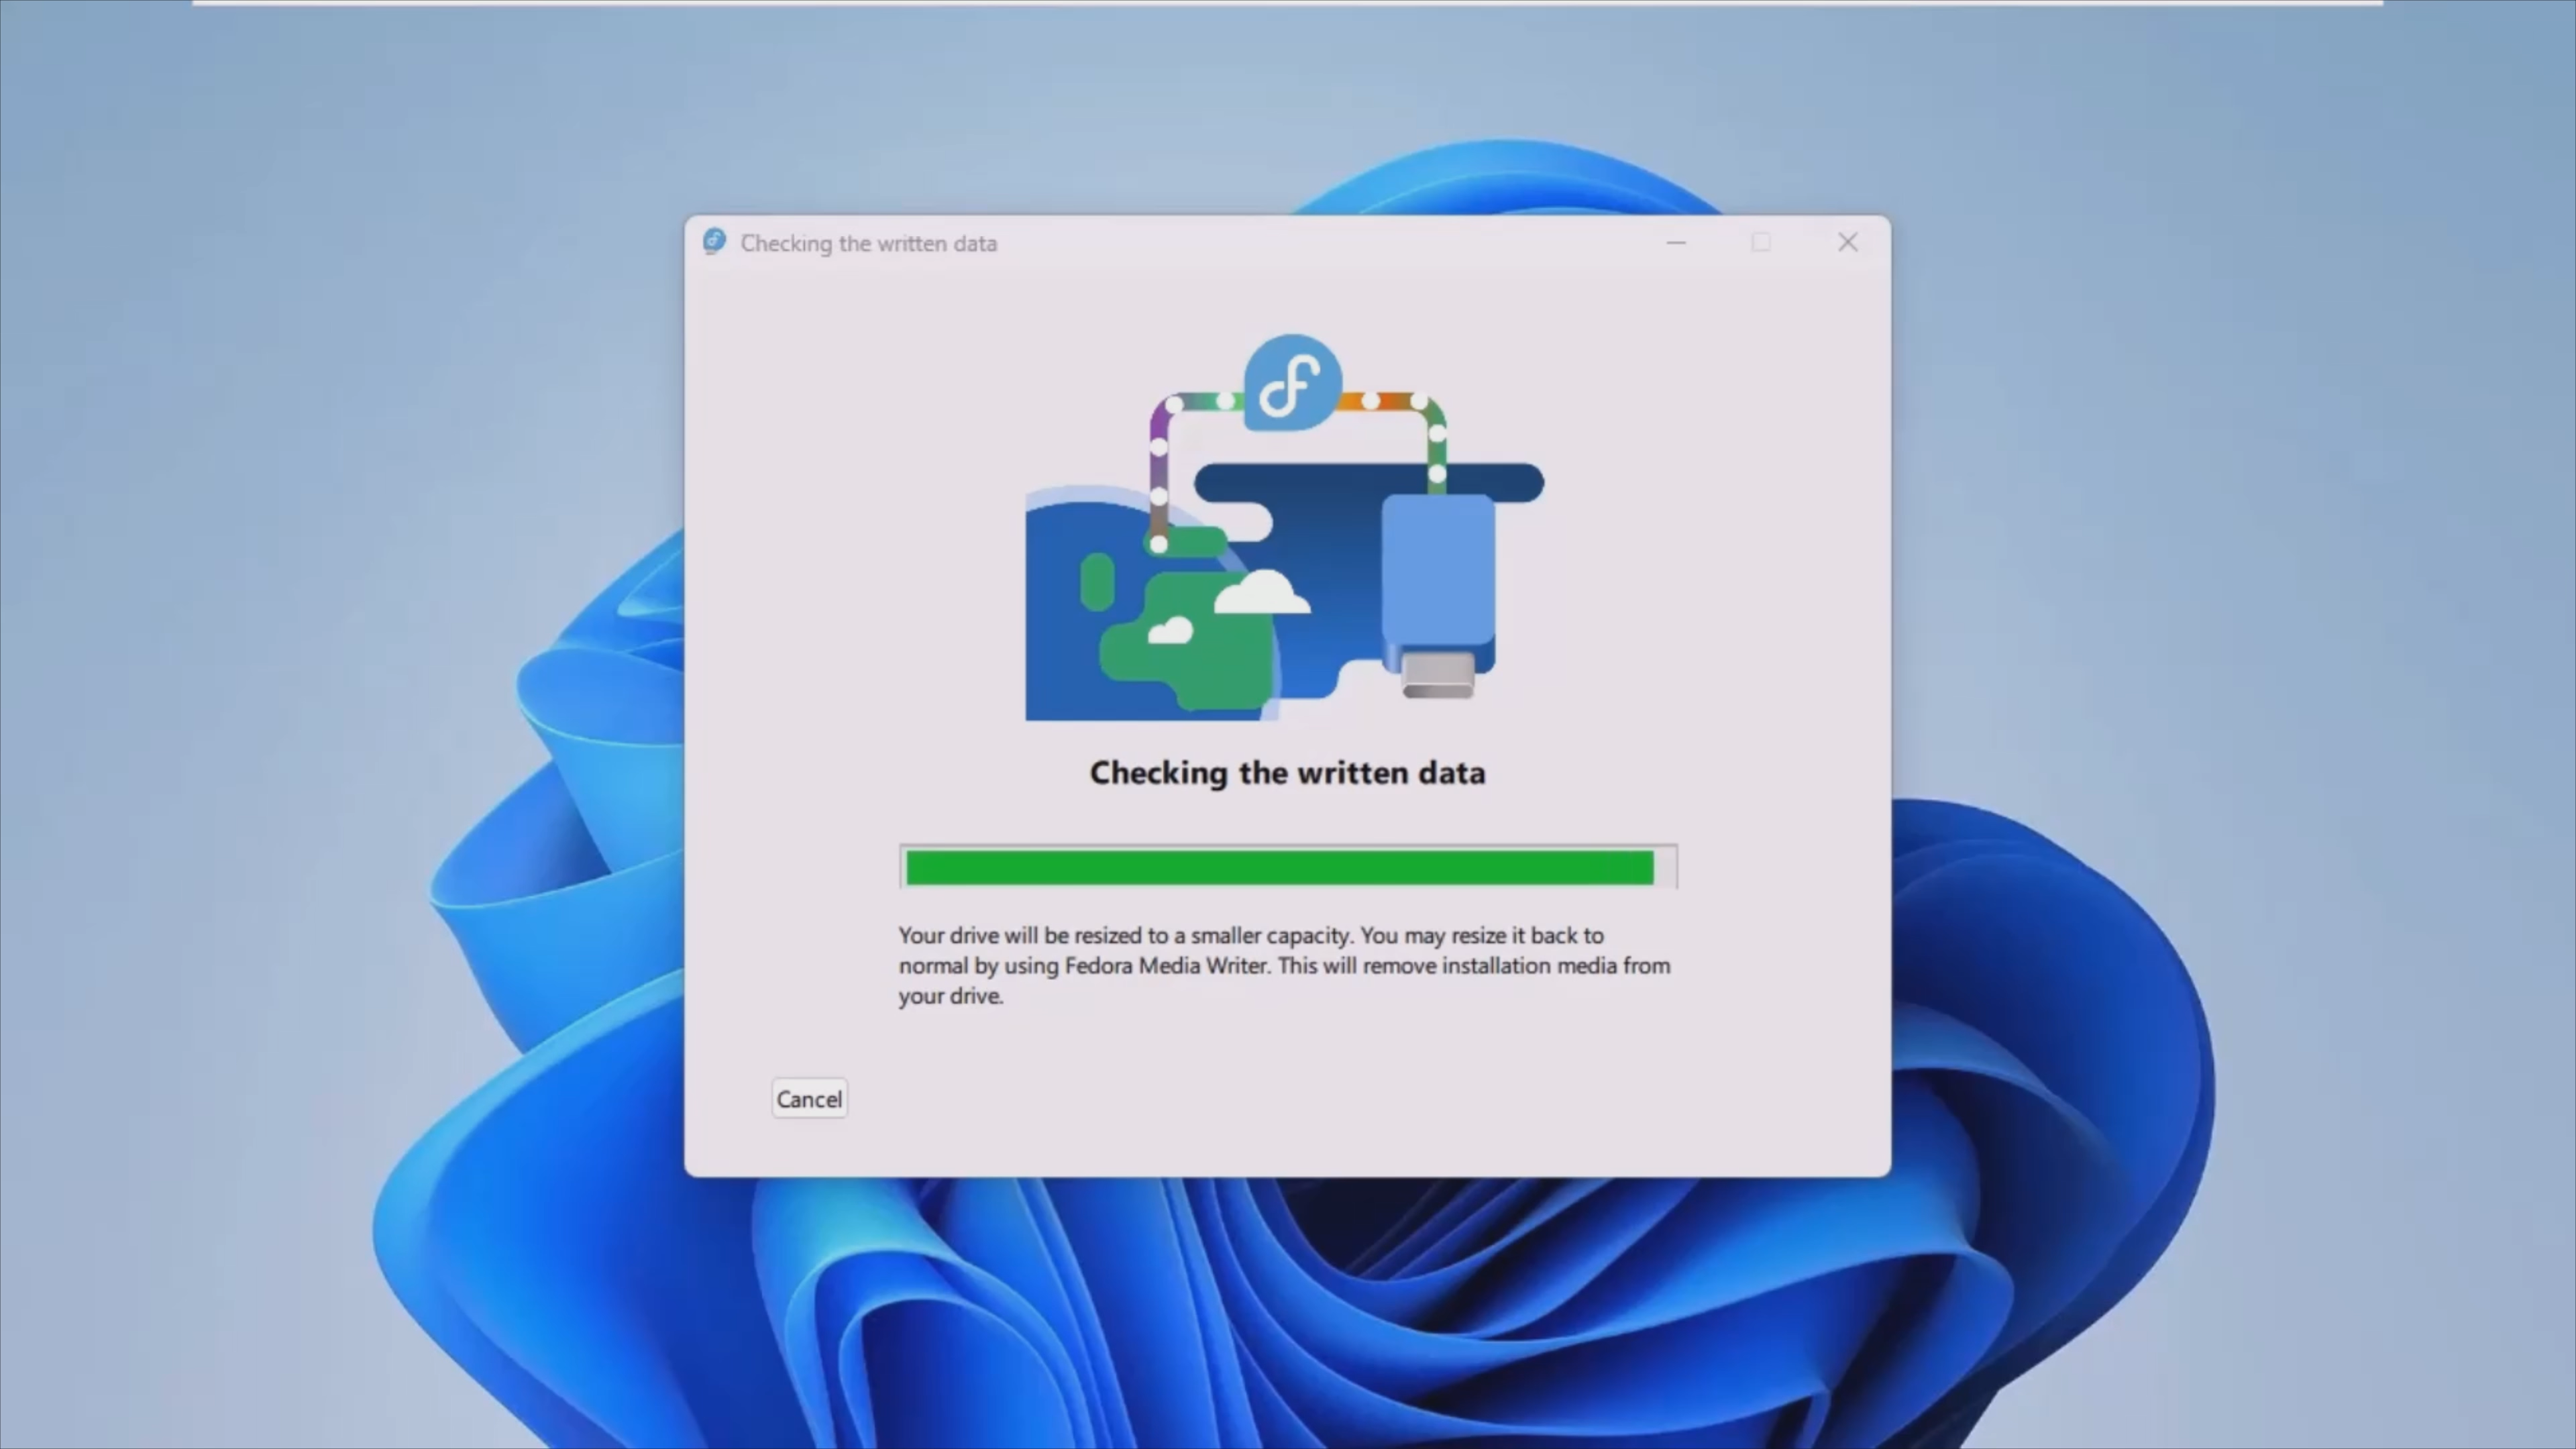 Checking the written data
Checking the written data
Your drive will be resized to a smaller capacity. You may resize it back to
normal by using Fedora Media Writer. This will remove installation media from
your drive.
Cancel